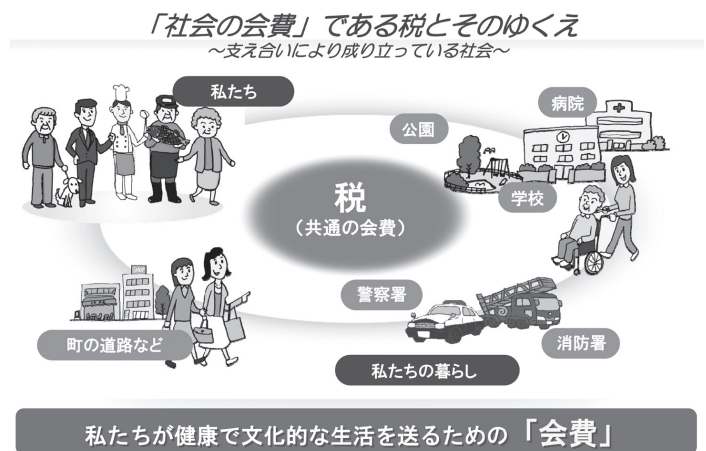 「社会の会費」である税とそのゆくえ
～支え合いにより成り立っている社会～
私たち
病院
公園
学校
税
（共通の会費）
警察署
町の道路など
消防署
私たちの暮らし
私たちが健康で文化的な生活を送るための「会費」